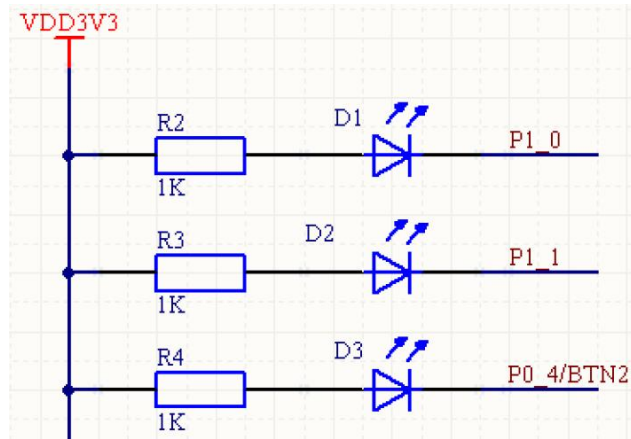 VDD3V3
R2
D1
P1_0
1K
R3
D2
P1_1
1K
R4
D3
P0_4/BTN2
1K